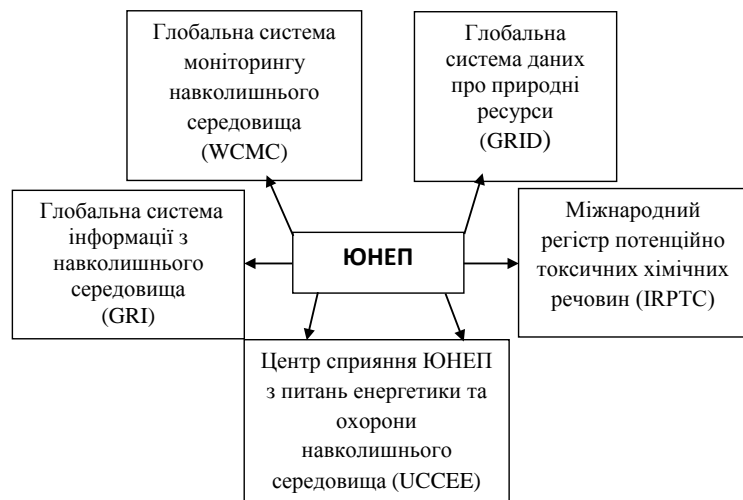 Глобальна система
моніторингу
навколишнього
середовища
(WCMC)
Глобальна
система даних
про природні
ресурси
(GRID)
Глобальна система
інформації з
навколишнього
середовища
(GRI)
ЮНЕП
Міжнародний
регістр потенційно
токсичних хімічних
речовин (IRPTC)
Центр сприяння ЮНЕП
з питань енергетики та
охорони
навколишнього
середовища (UCCEE)